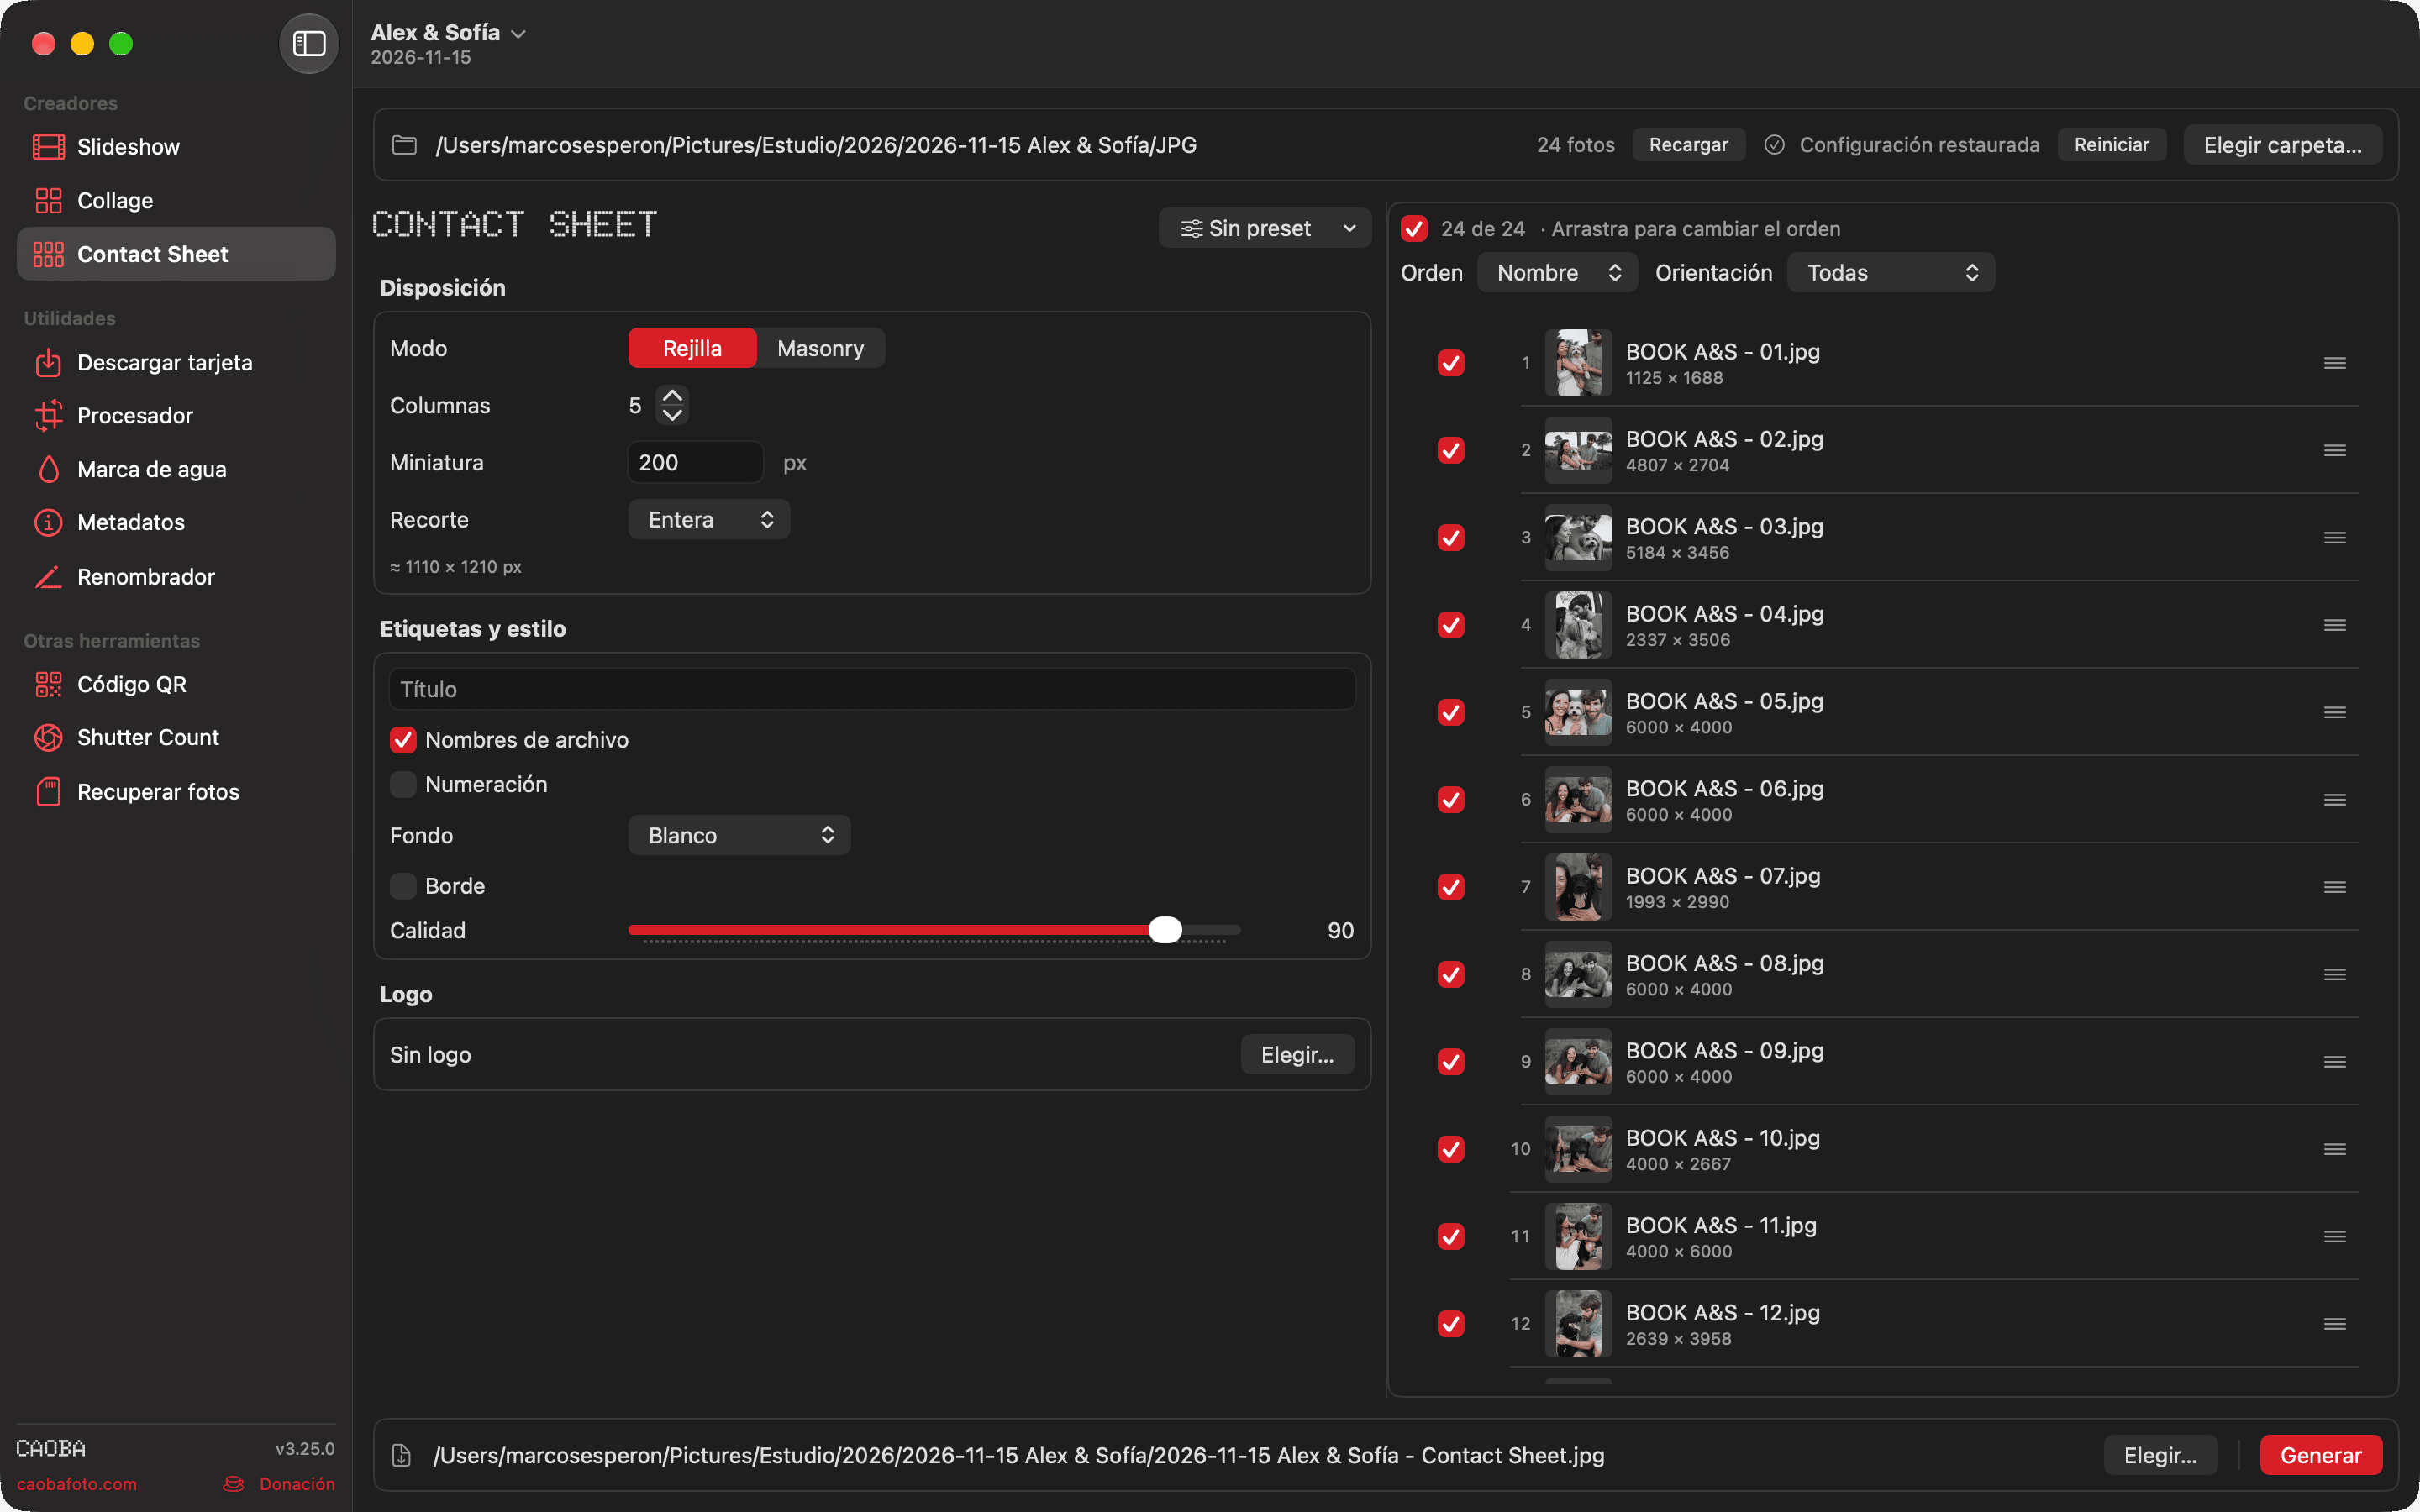 Alex & Sofía
2026-11-15
Creadores
Slideshow
Collage
Contact Sheet
Utilidades
Descargar tarjeta
Procesador
Marca de agua
Metadatos
Renombrador
Otras herramientas
Código QR
Shutter Count
Recuperar fotos
CAOBA
v3.25.0
caobafoto.com
Donación
/Users/marcosesperon/Pictures/Estudio/2026/2026-11-15 Alex & Sofía/JPG
24 fotos
Recargar
Configuración restaurada
Reiniciar
Elegir carpeta...
CONTACT SHEET
Sin preset
Disposición
Modo
Rejilla
Masonry
Columnas
5
Miniatura
200
px
Recorte
Entera
≈ 1110 × 1210 px
Etiquetas y estilo
Título
Nombres de archivo
Numeración
Fondo
Blanco
Borde
Calidad
90
Logo
Sin logo
Elegir...
24 de 24 · Arrastra para cambiar el orden
Orden
Nombre
Orientación
Todas
1
BOOK A&S - 01.jpg
1125 × 1688
2
BOOK A&S - 02.jpg
4807 × 2704
3
BOOK A&S - 03.jpg
5184 × 3456
4
BOOK A&S - 04.jpg
2337 × 3506
5
BOOK A&S - 05.jpg
6000 × 4000
6
BOOK A&S - 06.jpg
6000 × 4000
7
BOOK A&S - 07.jpg
1993 × 2990
8
BOOK A&S - 08.jpg
6000 × 4000
9
BOOK A&S - 09.jpg
6000 × 4000
10
BOOK A&S - 10.jpg
4000 × 2667
11
BOOK A&S - 11.jpg
4000 × 6000
12
BOOK A&S - 12.jpg
2639 × 3958
/Users/marcosesperon/Pictures/Estudio/2026/2026-11-15 Alex & Sofía/2026-11-15 Alex & Sofía - Contact Sheet.jpg
Elegir...
Generar